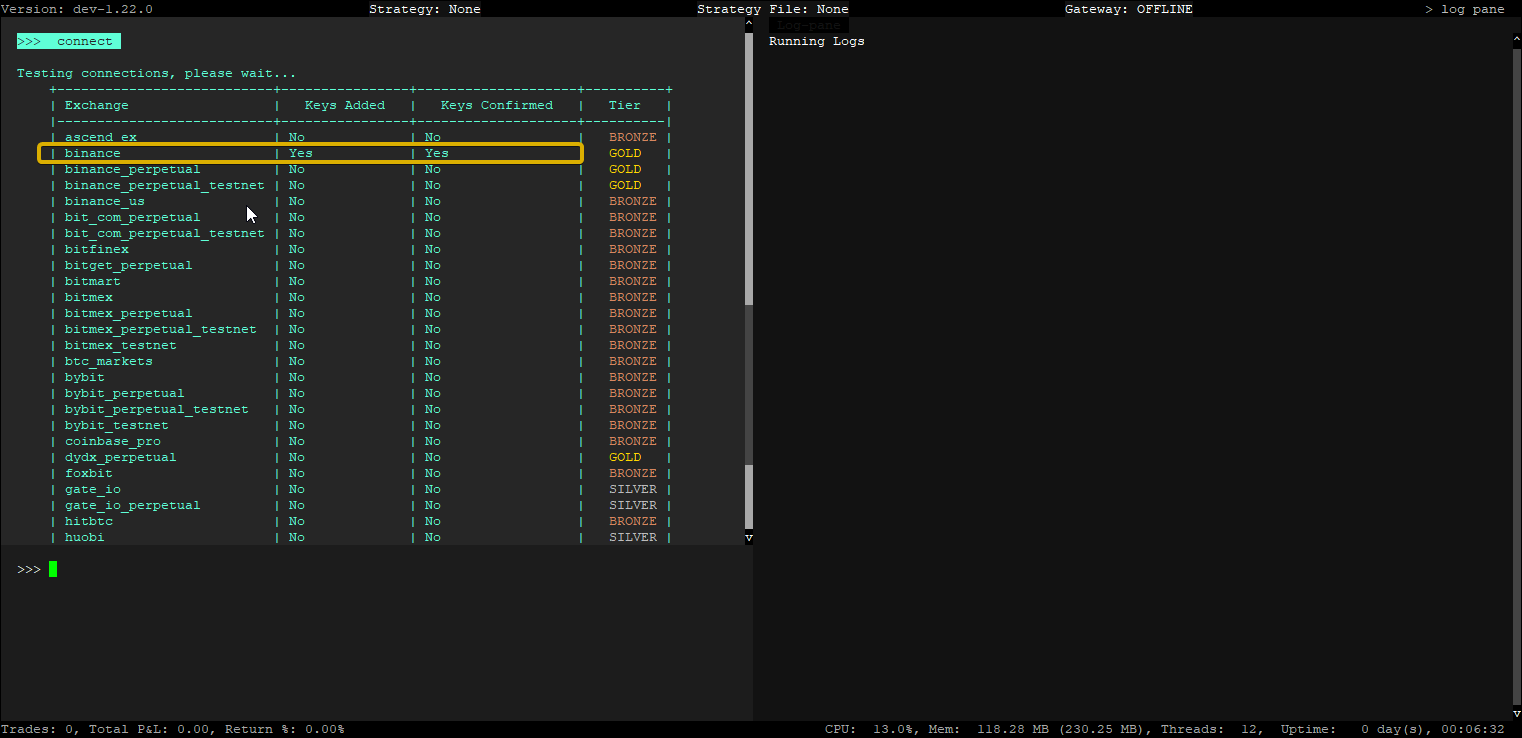 Version: dev-1.22.0 Strategy: None Strategy File: None Gateway: OFFLINE > log pane
>>> connect
Testing connections, please wait...
Exchange | Keys Added | Keys Confirmed | Tier
ascend_ex | No | No | BRONZE
binance | Yes | Yes | GOLD
binance_perpetual | No | No | GOLD
binance_perpetual_testnet | No | No | GOLD
binance_us | No | No | BRONZE
bit_com_perpetual | No | No | BRONZE
bit_com_perpetual_testnet | No | No | BRONZE
bitfinex | No | No | BRONZE
bitget_perpetual | No | No | BRONZE
bitmart | No | No | BRONZE
bitmex | No | No | BRONZE
bitmex_perpetual | No | No | BRONZE
bitmex_perpetual_testnet | No | No | BRONZE
bitmex_testnet | No | No | BRONZE
btc_markets | No | No | BRONZE
bybit | No | No | BRONZE
bybit_perpetual | No | No | BRONZE
bybit_perpetual_testnet | No | No | BRONZE
bybit_testnet | No | No | BRONZE
coinbase_pro | No | No | BRONZE
dydx_perpetual | No | No | GOLD
foxbit | No | No | BRONZE
gate_io | No | No | SILVER
gate_io_perpetual | No | No | SILVER
hitbtc | No | No | BRONZE
huobi | No | No | SILVER
>>>
Log-pane
Running Logs
Trades: 0, Total P&L: 0.00, Return %: 0.00% CPU: 13.0%, Mem: 118.28 MB (230.25 MB), Threads: 12, Uptime: 0 day(s), 00:06:32